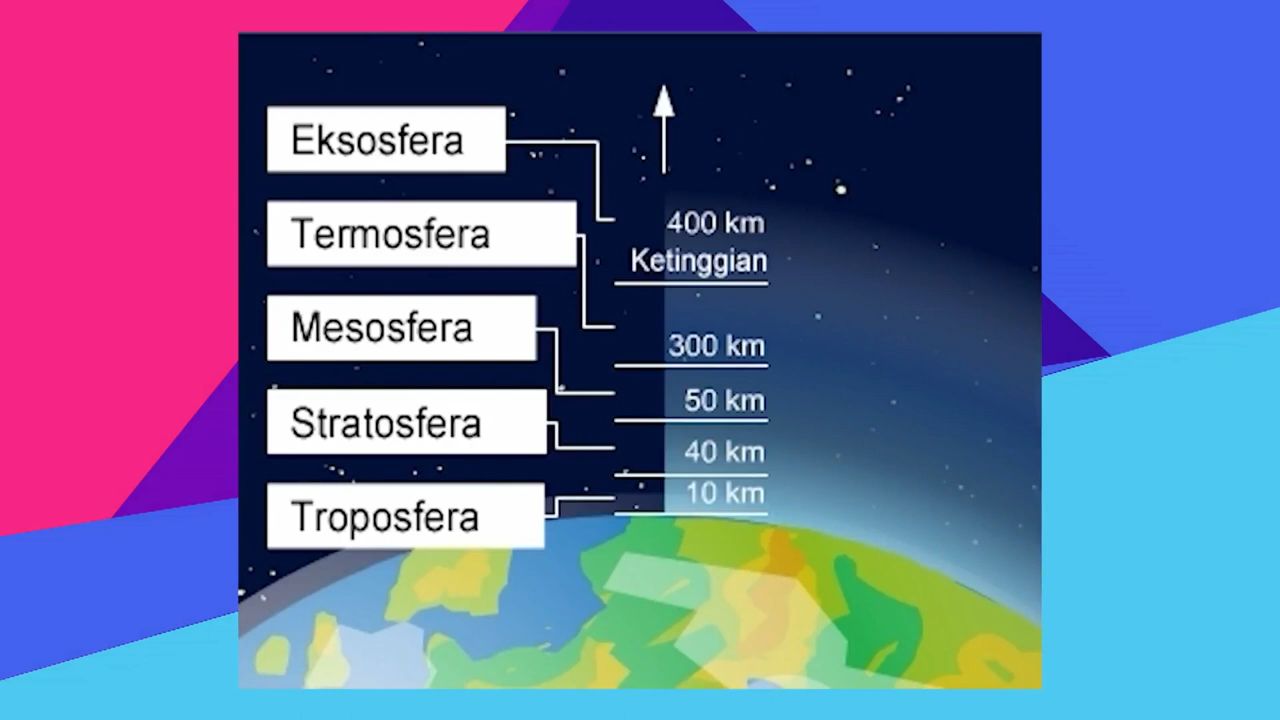 Eksosfera
Termosfera
Mesosfera
Stratosfera
Troposfera
400 km
Ketinggian
300 km
50 km
40 km
10 km